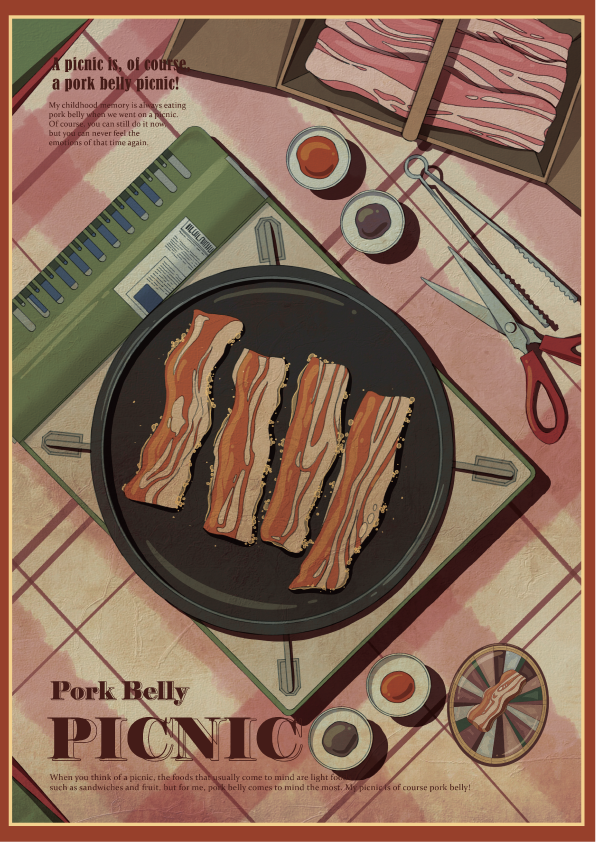 A picnic is, of course,
a pork belly picnic!
My childhood memory is always eating
pork belly when we went on a picnic.
Of course, you can still do it now,
but you can never feel the
emotions of that time again.
Pork Belly
PICNIC
When you think of a picnic, the foods that usually come to mind are light
such as sandwiches and fruit, but for me, pork belly comes to mind the most. My picnic is of course pork belly!